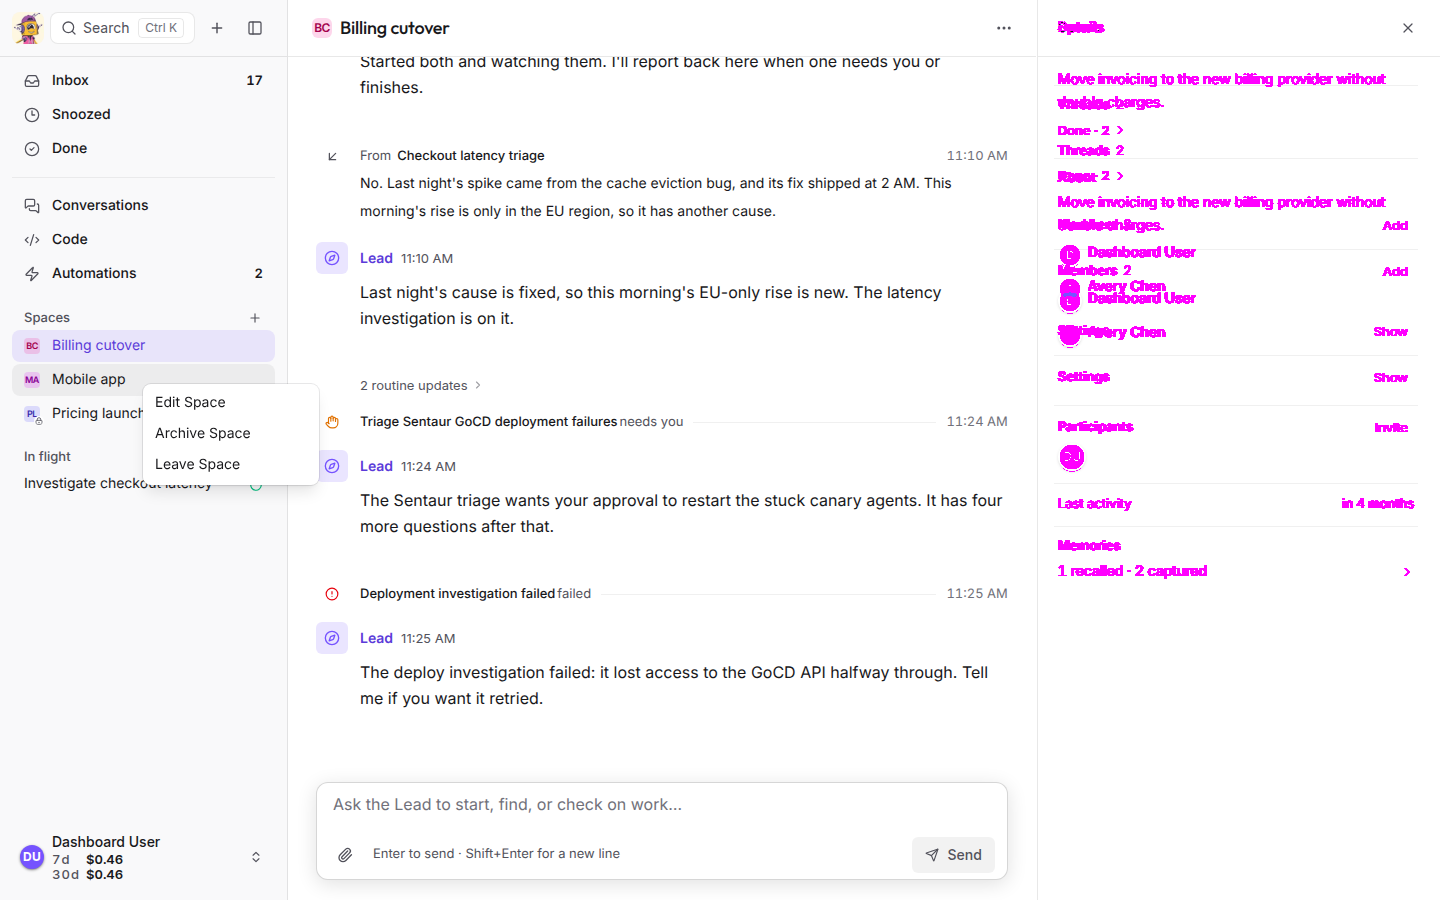 Search Ctrl K
Inbox 17
Snoozed
Done
Conversations
Code
Automations 2
Spaces
BC Billing cutover
MA Mobile app
PL Pricing launch
Edit Space
Archive Space
Leave Space
In flight
Investigate checkout latency
DU Dashboard User
7d $0.46
30d $0.46
BC Billing cutover
Started both and watching them. I'll report back here when one needs you or
finishes.
From Checkout latency triage 11:10 AM
No. Last night's spike came from the cache eviction bug, and its fix shipped at 2 AM. This
morning's rise is only in the EU region, so it has another cause.
Lead 11:10 AM
Last night's cause is fixed, so this morning's EU-only rise is new. The latency
investigation is on it.
2 routine updates
Triage Sentaur GoCD deployment failures needs you 11:24 AM
Lead 11:24 AM
The Sentaur triage wants your approval to restart the stuck canary agents. It has four
more questions after that.
Deployment investigation failed failed 11:25 AM
Lead 11:25 AM
The deploy investigation failed: it lost access to the GoCD API halfway through. Tell
me if you want it retried.
Ask the Lead to start, find, or check on work...
Enter to send · Shift+Enter for a new line
Send
Move invoicing to the new billing provider without
charges.
Done · 2
Threads 2
2
Move invoicing to the new billing provider without
charges.
Add
Dashboard User
Members 2 Add
Avery Chen
Dashboard User
Show
Avery Chen
Settings Show
Participants Invite
Last activity in 4 months
Memories
1 recalled · 2 captured